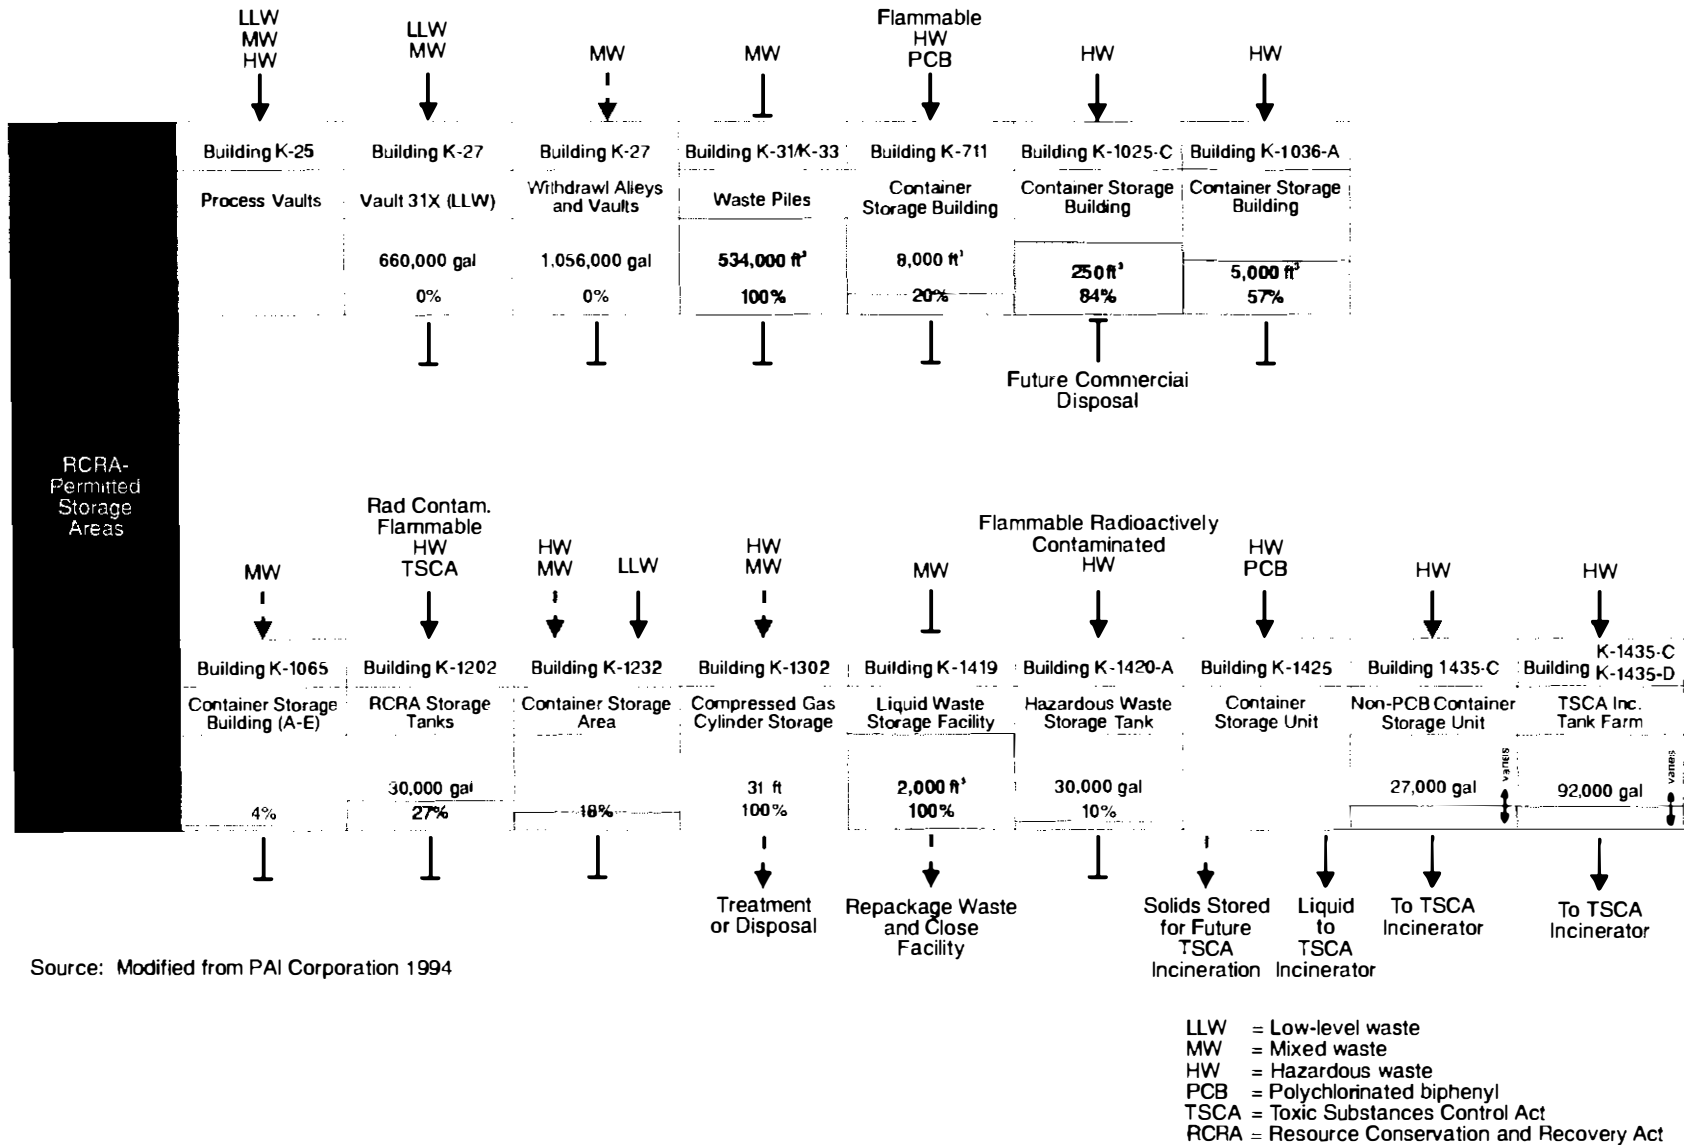 LLW
MW
HW
LLW
MW
MW
MW
Flammable
HW
PCB
HW
HW
Building K-25
Building K-27
Building K-27
Building K-31/K-33
Building K-711
Building K-1025-C
Building K-1036-A
Process Vaults
Vault 31X (LLW)
Withdrawl Alleys
and Vaults
Waste Piles
Container
Storage Building
Container Storage
Building
Container Storage
Building
660,000 gal
0%
1,056,000 gal
0%
534,000 ft³
100%
8,000 ft³
20%
250 ft³
84%
5,000 ft³
57%
Future Commercial
Disposal
RCRA-
Permitted
Storage
Areas
MW
Rad Contam.
Flammable
HW
TSCA
HW
MW
LLW
HW
MW
MW
Flammable Radioactively
Contaminated
HW
HW
PCB
HW
HW
Building K-1065
Building K-1202
Building K-1232
Building K-1302
Building K-1419
Building K-1420-A
Building K-1425
Building 1435-C
Building K-1435-C
K-1435-D
Container Storage
Building (A-E)
RCRA Storage
Tanks
Container Storage
Area
Compressed Gas
Cylinder Storage
Liquid Waste
Storage Facility
Hazardous Waste
Storage Tank
Container
Storage Unit
Non-PCB Container
Storage Unit
TSCA Inc.
Tank Farm
4%
30,000 gal
27%
18%
31 ft
100%
2,000 ft³
100%
30,000 gal
10%
27,000 gal
varies
92,000 gal
varies
Treatment
or Disposal
Repackage Waste
and Close
Facility
Solids Stored
for Future
TSCA
Incineration
Liquid
to
TSCA
Incinerator
To TSCA
Incinerator
To TSCA
Incinerator
Source: Modified from PAI Corporation 1994
LLW = Low-level waste
MW = Mixed waste
HW = Hazardous waste
PCB = Polychlorinated biphenyl
TSCA = Toxic Substances Control Act
RCRA = Resource Conservation and Recovery Act